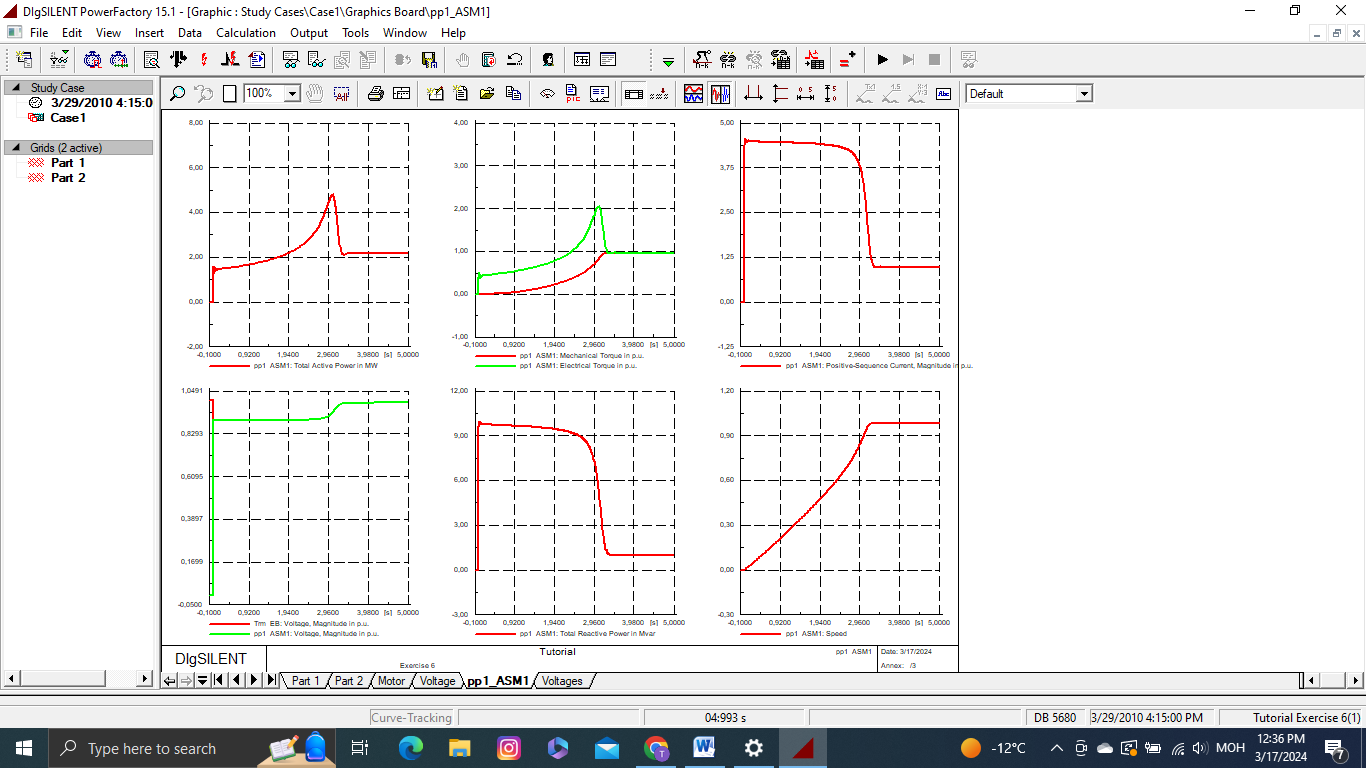 DIgSILENT PowerFactory 15.1 - [Graphic : Study Cases\Case1\Graphics Board\pp1_ASM1]
File Edit View Insert Data Calculation Output Tools Window Help
100%
Default
Study Case
3/29/2010 4:15:0
Case1
Grids (2 active)
Part 1
Part 2
8,00
6,00
4,00
2,00
0,00
-2,00
-0,1000 0,9200 1,9400 2,9600 3,9800 [s] 5,0000
pp1 ASM1: Total Active Power in MW
4,00
3,00
2,00
1,00
0,00
-1,00
-0,1000 0,9200 1,9400 2,9600 3,9800 [s] 5,0000
pp1 ASM1: Mechanical Torque in p.u.
pp1 ASM1: Electrical Torque in p.u.
5,00
3,75
2,50
1,25
0,00
-1,25
-0,1000 0,9200 1,9400 2,9600 3,9800 [s] 5,0000
pp1 ASM1: Positive-Sequence Current, Magnitude in p.u.
1,0491
0,8293
0,6095
0,3897
0,1699
-0,0500
-0,1000 0,9200 1,9400 2,9600 3,9800 [s] 5,0000
Trm EB: Voltage, Magnitude in p.u.
pp1 ASM1: Voltage, Magnitude in p.u.
12,00
9,00
6,00
3,00
0,00
-3,00
-0,1000 0,9200 1,9400 2,9600 3,9800 [s] 5,0000
pp1 ASM1: Total Reactive Power in Mvar
1,20
0,90
0,60
0,30
0,00
-0,30
-0,1000 0,9200 1,9400 2,9600 3,9800 [s] 5,0000
pp1 ASM1: Speed
DIgSILENT
Tutorial
Exercise 6
pp1 ASM1
Date: 3/17/2024
Annex: /3
Part 1 Part 2 Motor Voltage pp1_ASM1 Voltages
Curve-Tracking
04:993 s
DB 5680
3/29/2010 4:15:00 PM
Tutorial Exercise 6(1)
Type here to search
-12°C
МОН
12:36 PM
3/17/2024
7